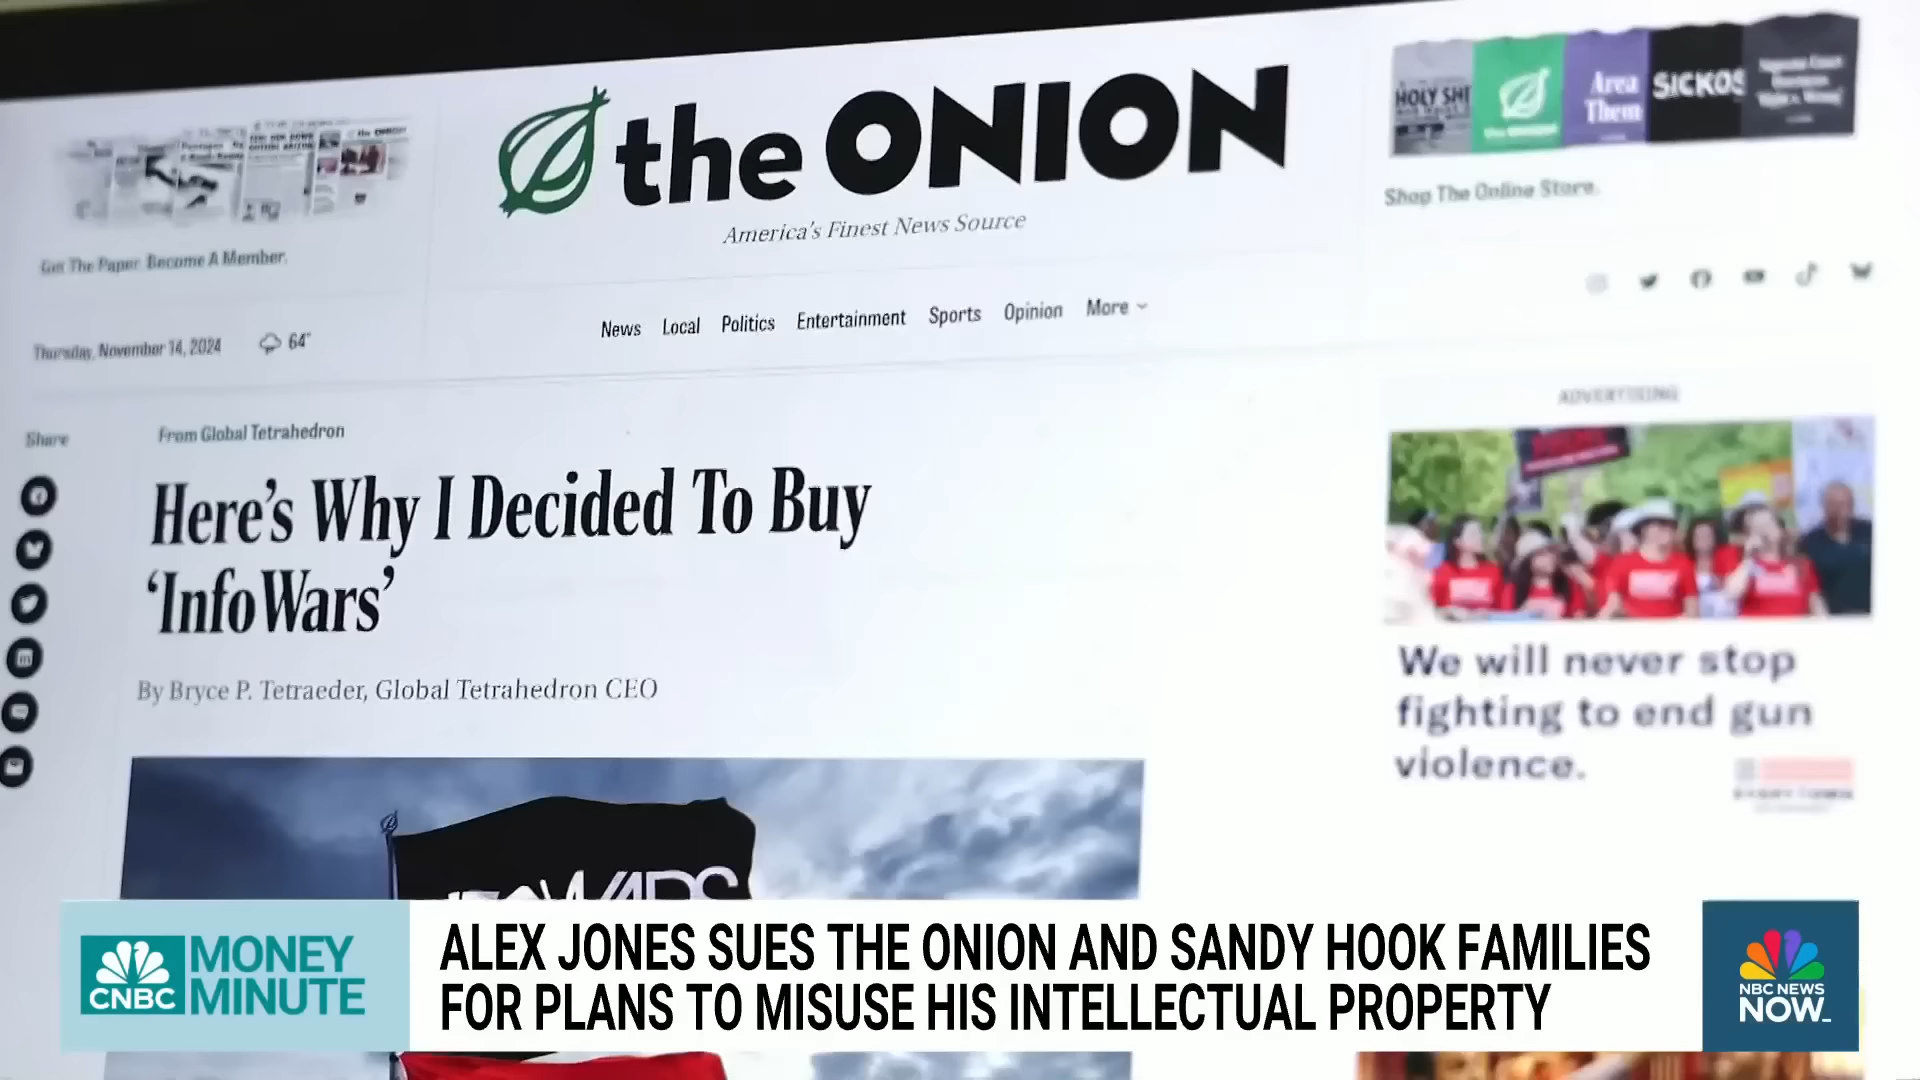 the ONION
America's Finest News Source
Get The Paper. Become A Member.
HOLY SHI
the ONION
Area
Them
SICKOS
Shop The Online Store.
Thursday, November 14, 2024
64°
News Local Politics Entertainment Sports Opinion More
Share
From Global Tetrahedron
Here's Why I Decided To Buy
'InfoWars'
By Bryce P. Tetraeder, Global Tetrahedron CEO
ADVERTISING
We will never stop
fighting to end gun
violence.
CNBC
MONEY
MINUTE
ALEX JONES SUES THE ONION AND SANDY HOOK FAMILIES
FOR PLANS TO MISUSE HIS INTELLECTUAL PROPERTY
NBC NEWS
NOW_